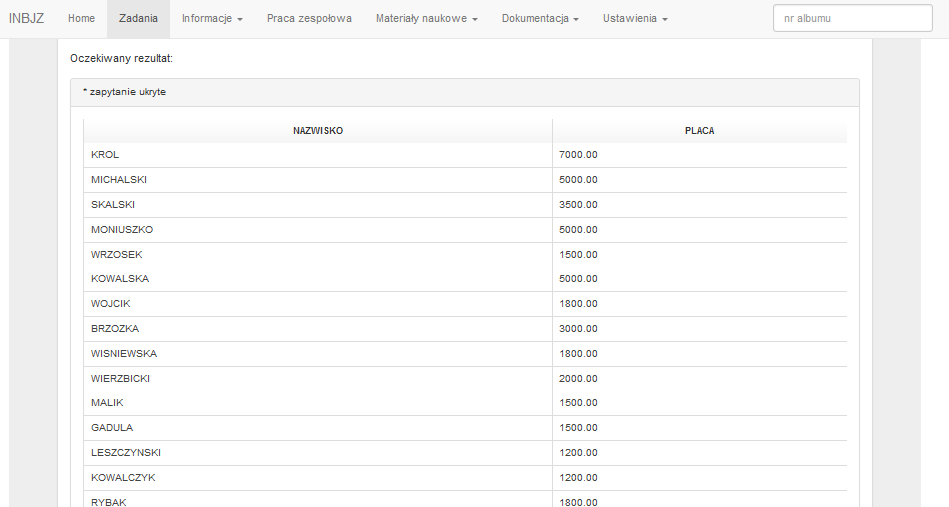 INBJZ Home Zadania Informacje Praca zespołowa Materiały naukowe Dokumentacja Ustawienia nr albumu
Oczekiwany rezultat:
* zapytanie ukryte
NAZWISKO PLACA
KROL 7000.00
MICHALSKI 5000.00
SKALSKI 3500.00
MONIUSZKO 5000.00
WRZOSEK 1500.00
KOWALSKA 5000.00
WOJCIK 1800.00
BRZOZKA 3000.00
WISNIEWSKA 1800.00
WIERZBICKI 2000.00
MALIK 1500.00
GADULA 1500.00
LESZCZYNSKI 1200.00
KOWALCZYK 1200.00
RYBAK 1800.00